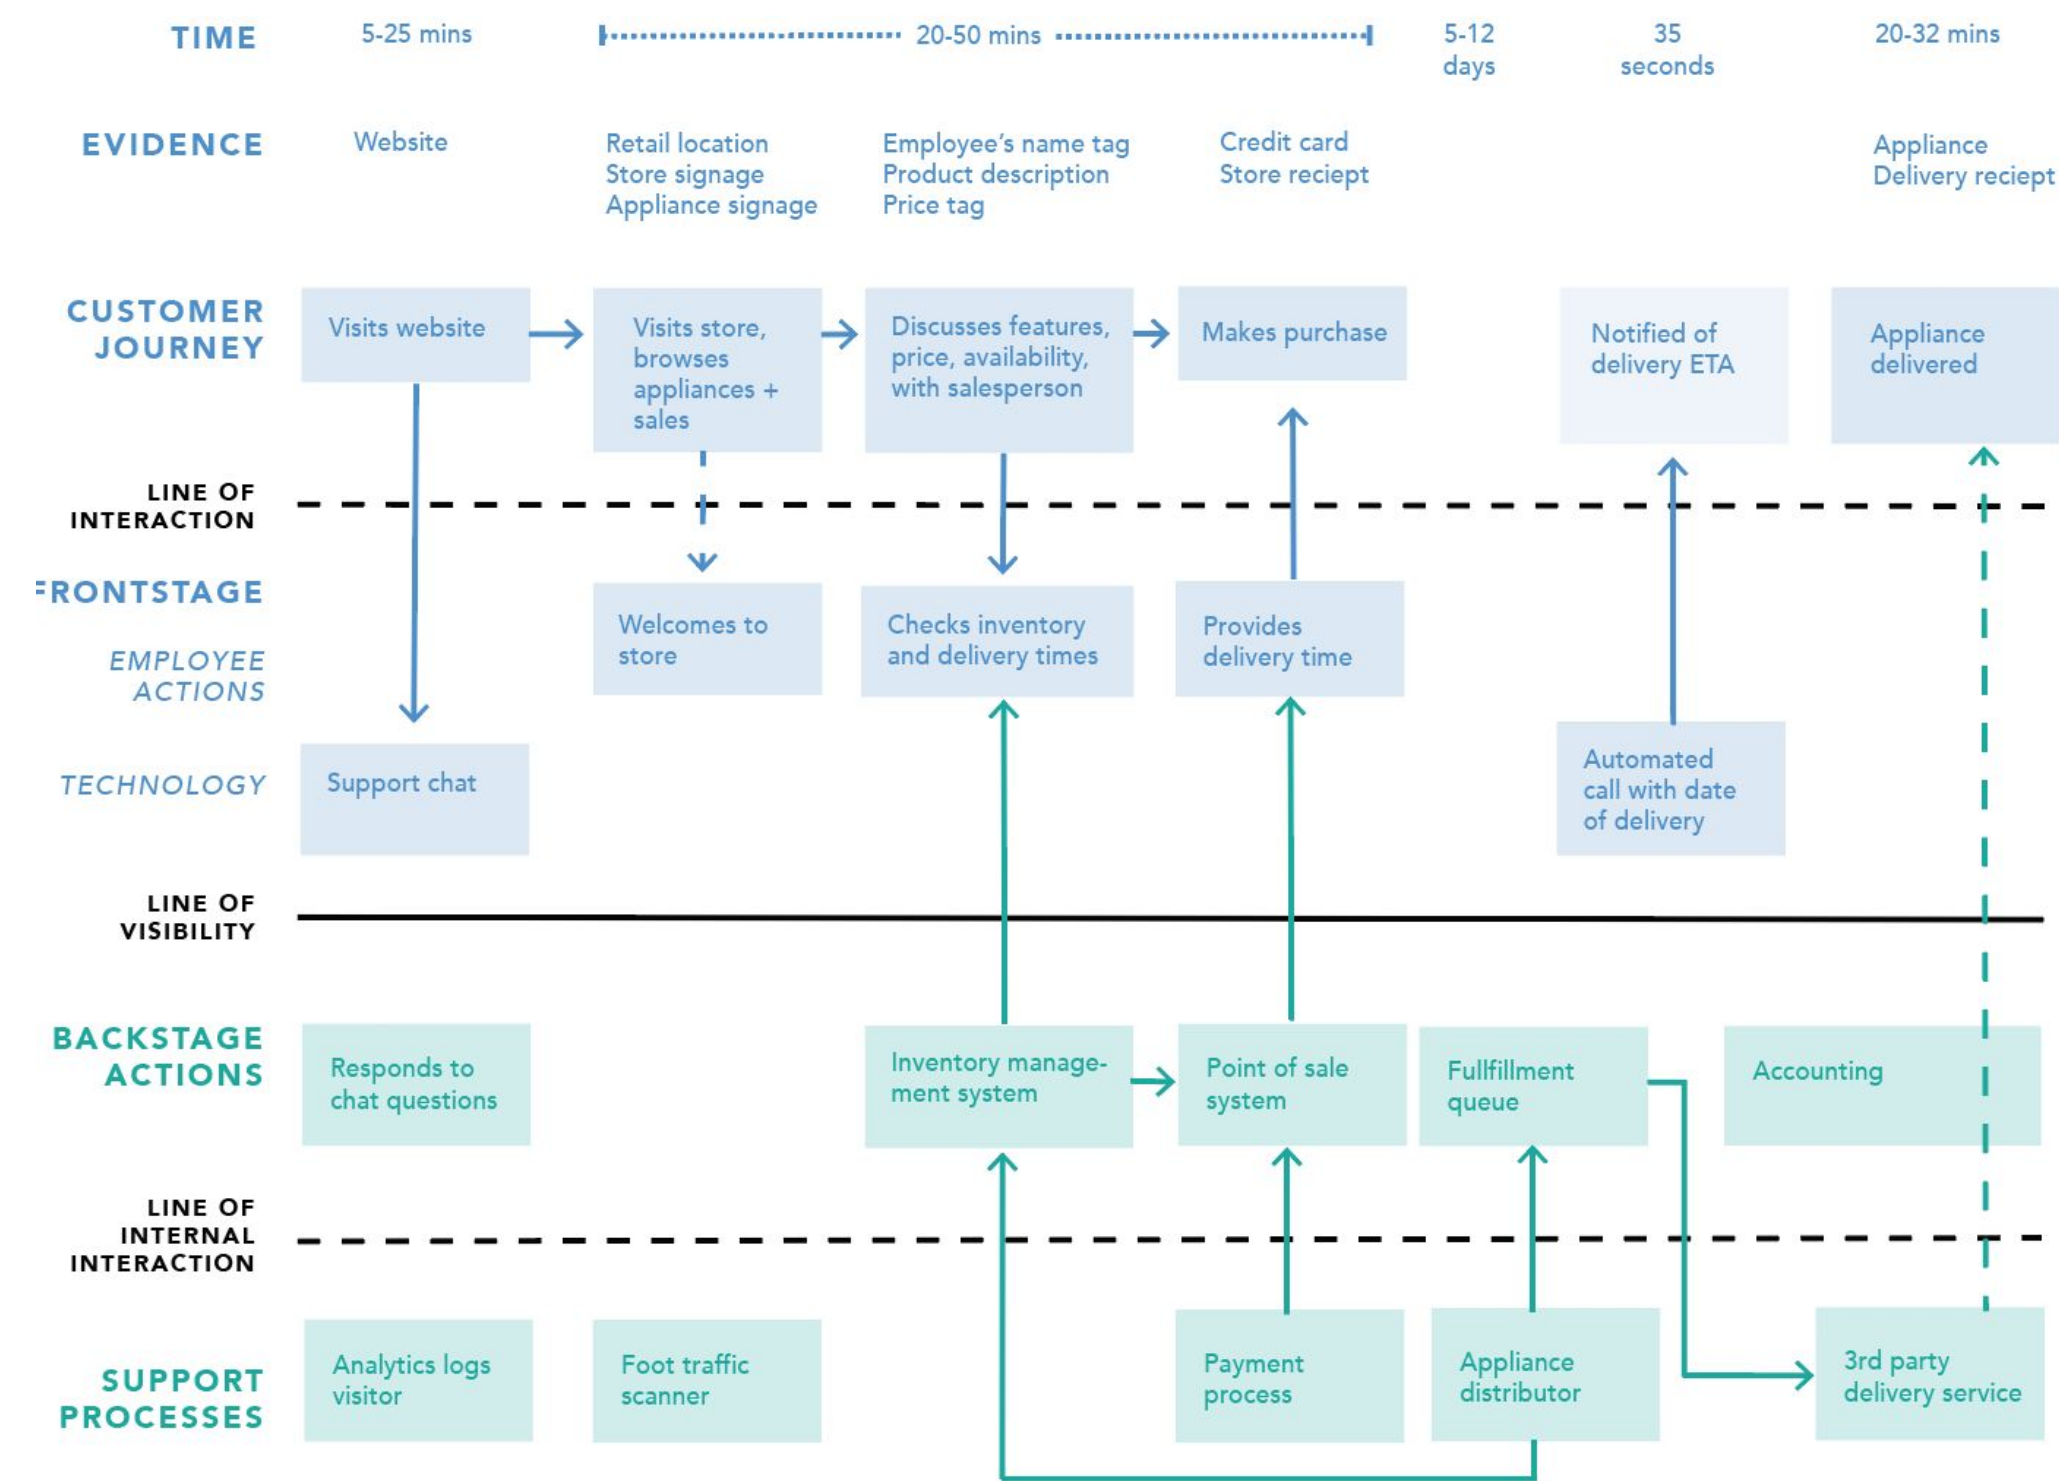 TIME
5-25 mins
20-50 mins
5-12
days
35
seconds
20-32 mins
EVIDENCE
Website
Retail location
Store signage
Appliance signage
Employee's name tag
Product description
Price tag
Credit card
Store reciept
Appliance
Delivery reciept
CUSTOMER
JOURNEY
Visits website
Visits store,
browses
appliances +
sales
Discusses features,
price, availability,
with salesperson
Makes purchase
Notified of
delivery ETA
Appliance
delivered
LINE OF
INTERACTION
FRONTSTAGE
EMPLOYEE
ACTIONS
Welcomes to
store
Checks inventory
and delivery times
Provides
delivery time
TECHNOLOGY
Support chat
Automated
call with date
of delivery
LINE OF
VISIBILITY
BACKSTAGE
ACTIONS
Responds to
chat questions
Inventory manage-
ment system
Point of sale
system
Fullfillment
queue
Accounting
LINE OF
INTERNAL
INTERACTION
SUPPORT
PROCESSES
Analytics logs
visitor
Foot traffic
scanner
Payment
process
Appliance
distributor
3rd party
delivery service